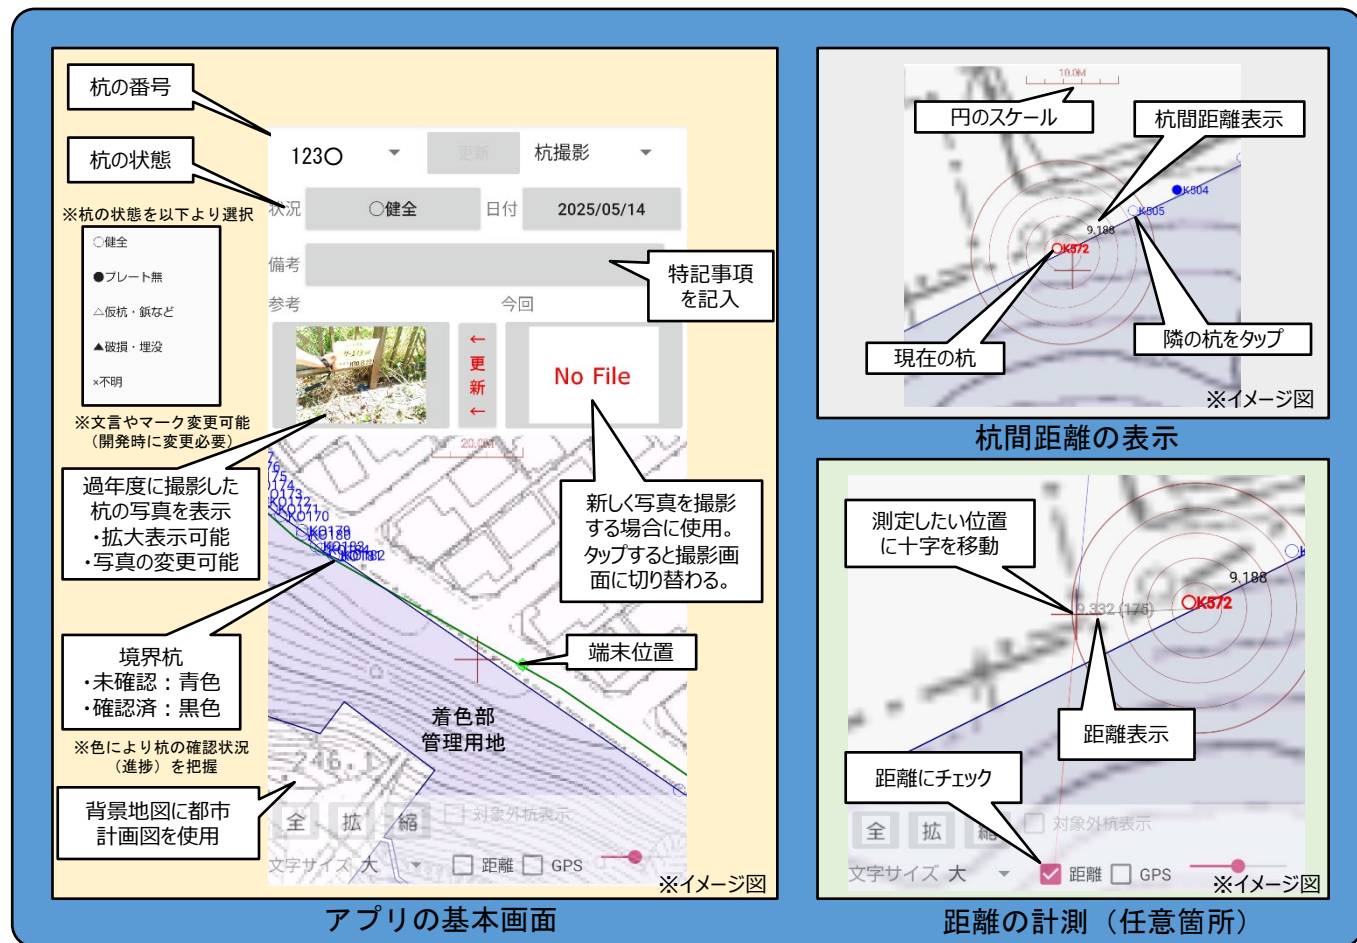 杭の番号
杭の状態
※杭の状態を以下より選択
○健全
●プレート無
△仮杭・鋲など
▲破損・埋没
×不明
※文言やマーク変更可能
(開発時に変更必要)
123○
更新
杭撮影
状況
○健全
日付
2025/05/14
備考
特記事項
を記入
参考
今回
←
更
新
←
No File
過年度に撮影した
杭の写真を表示
・拡大表示可能
・写真の変更可能
新しく写真を撮影
する場合に使用。
タップすると撮影画
面に切り替わる。
20.0M
KO173
KO172
KO170
KO179
KO180
境界杭
・未確認:青色
・確認済:黒色
※色により杭の確認状況
(進捗)を把握
端末位置
着色部
管理用地
246.1
背景地図に都市
計画図を使用
全
拡
縮
対象外杭表示
文字サイズ 大
距離
GPS
※イメージ図
アプリの基本画面
10.0M
円のスケール
杭間距離表示
K504
K505
9.188
K572
現在の杭
隣の杭をタップ
※イメージ図
杭間距離の表示
測定したい位置
に十字を移動
9.188
K572
9.332 (175)
距離表示
距離にチェック
全
拡
縮
対象外杭表示
文字サイズ 大
距離
GPS
※イメージ図
距離の計測(任意箇所)